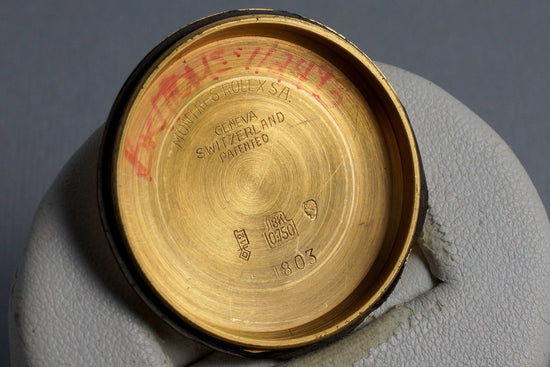 MONTRES ROLEX S.A.
GENEVA
SWITZERLAND
PATENTED
18K
0,750
1803